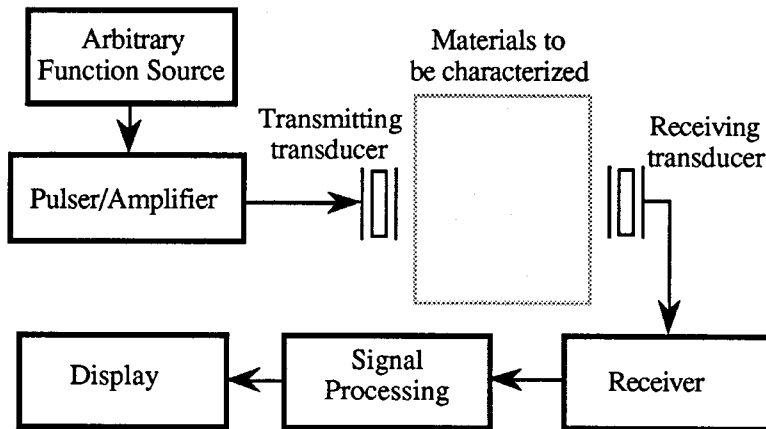 Arbitrary
Function Source
Materials to
be characterized
Transmitting
transducer
Receiving
transducer
Pulser/Amplifier
Display
Signal
Processing
Receiver